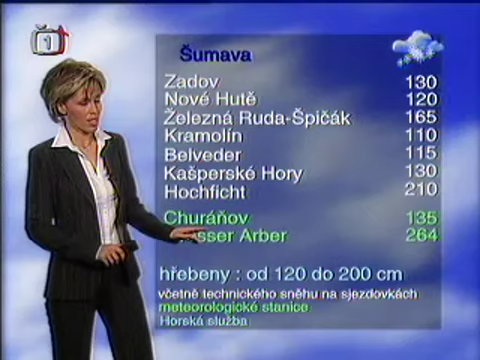 1
Šumava
Zadov 130
Nové Hutě 120
Železná Ruda-Špičák 165
Kramolín 110
Belveder 115
Kašperské Hory 130
Hochficht 210
Churáňov 135
Arber 264
hřebeny : od 120 do 200 cm
včetně technického sněhu na sjezdovkách
meteorologické stanice
Horská služba